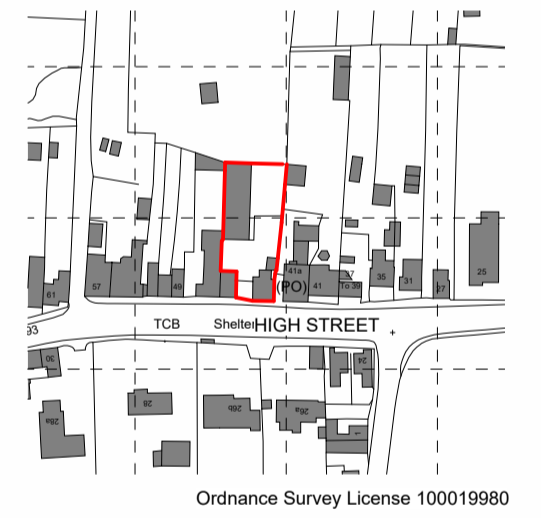 41a
57
49
(PO)
41
37
To 39
35
31
27
25
61
93
TCB
Shelter
HIGH STREET
30
24
28a
28
26b
26a
1
Ordnance Survey License 100019980